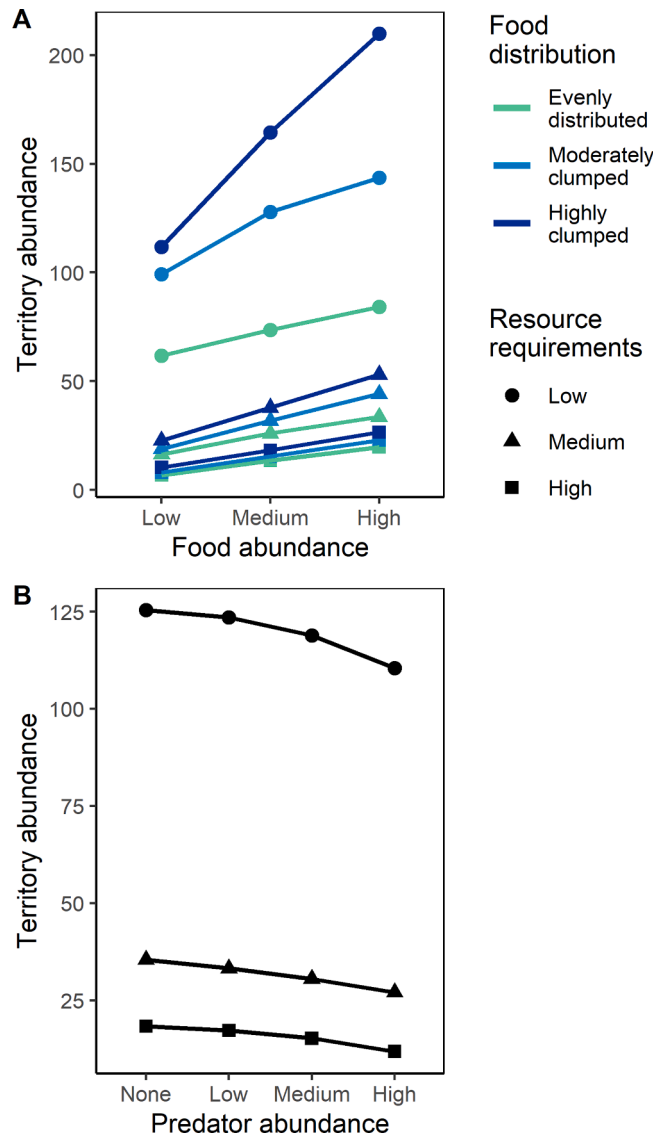 A
Territory abundance
200
150
100
50
0
Low Medium High
Food abundance
Food
distribution
Evenly
distributed
Moderately
clumped
Highly
clumped
Resource
requirements
Low
Medium
High
B
Territory abundance
125
100
75
50
25
None Low Medium High
Predator abundance